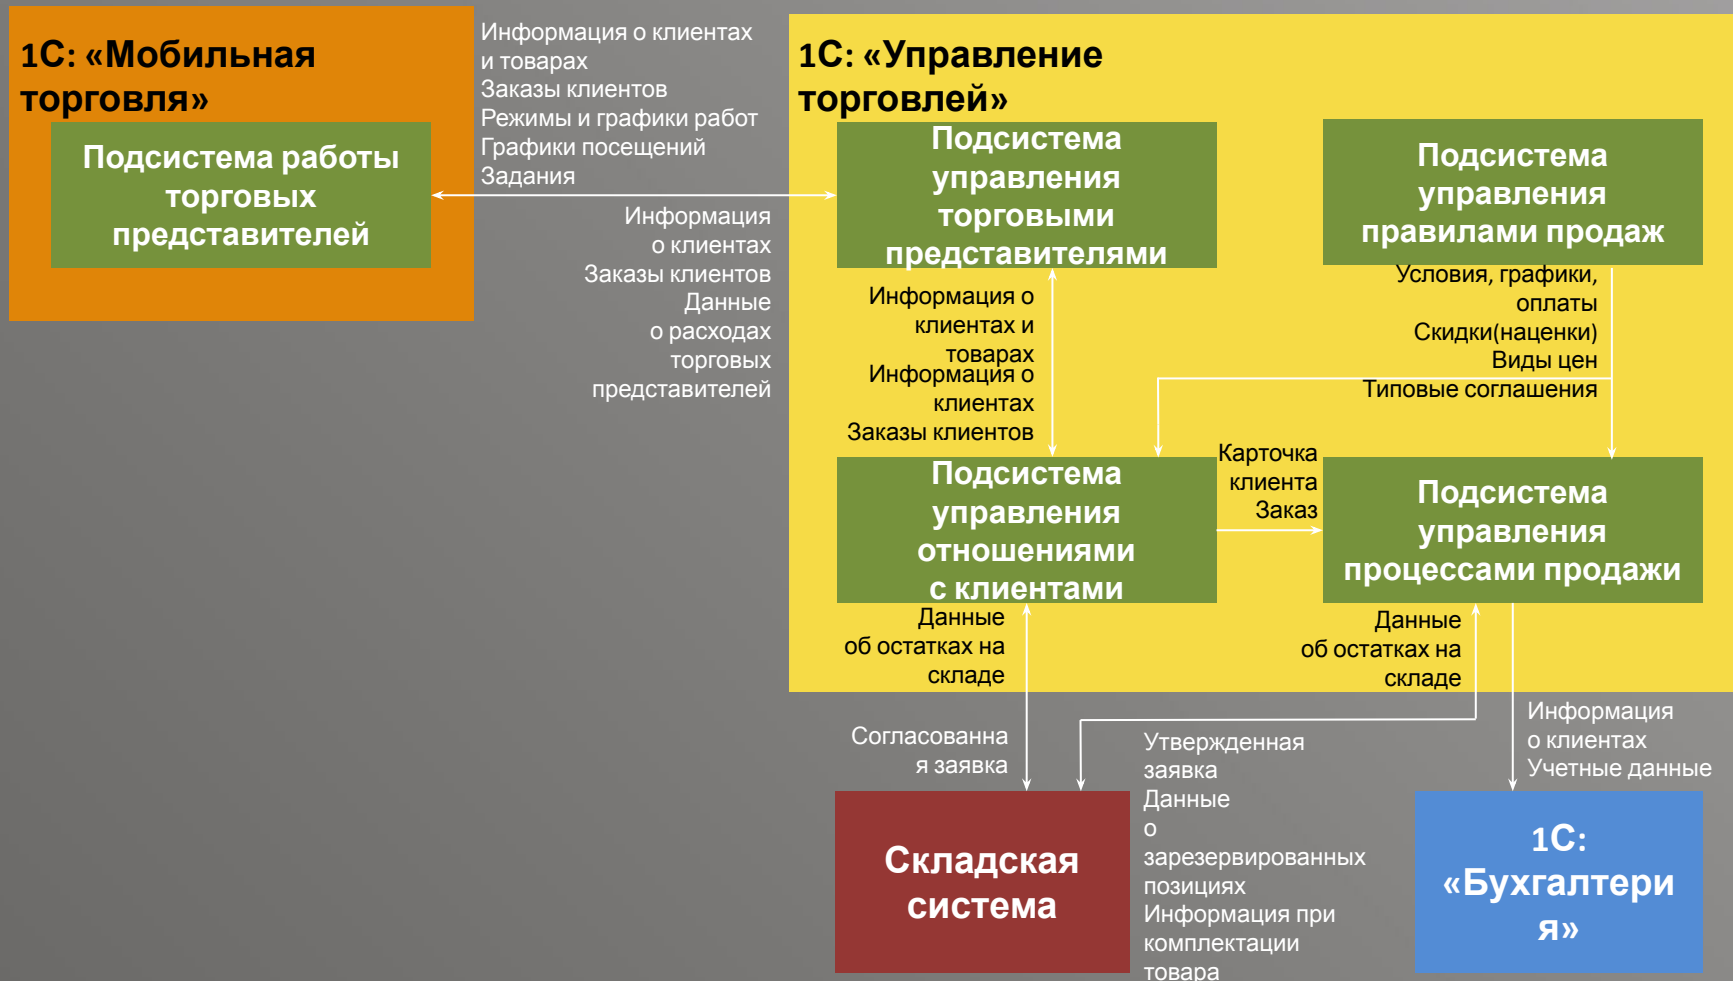 1С: «Мобильная
торговля»
Подсистема работы
торговых
представителей
Информация о клиентах
и товарах
Заказы клиентов
Режимы и графики работ
Графики посещений
Задания
Информация
о клиентах
Заказы клиентов
Данные
о расходах
торговых
представителей
1С: «Управление
торговлей»
Подсистема
управления
торговыми
представителями
Подсистема
управления
правилами продаж
Информация о
клиентах и
товарах
Информация о
клиентах
Заказы клиентов
Условия, графики,
оплаты
Скидки(наценки)
Виды цен
Типовые соглашения
Подсистема
управления
отношениями
с клиентами
Карточка
клиента
Заказ
Подсистема
управления
процессами продажи
Данные
об остатках на
складе
Данные
об остатках на
складе
Согласованна
я заявка
Утвержденная
заявка
Данные
о
зарезервированных
позициях
Информация при
комплектации
товара
Информация
о клиентах
Учетные данные
Складская
система
1С:
«Бухгалтери
я»